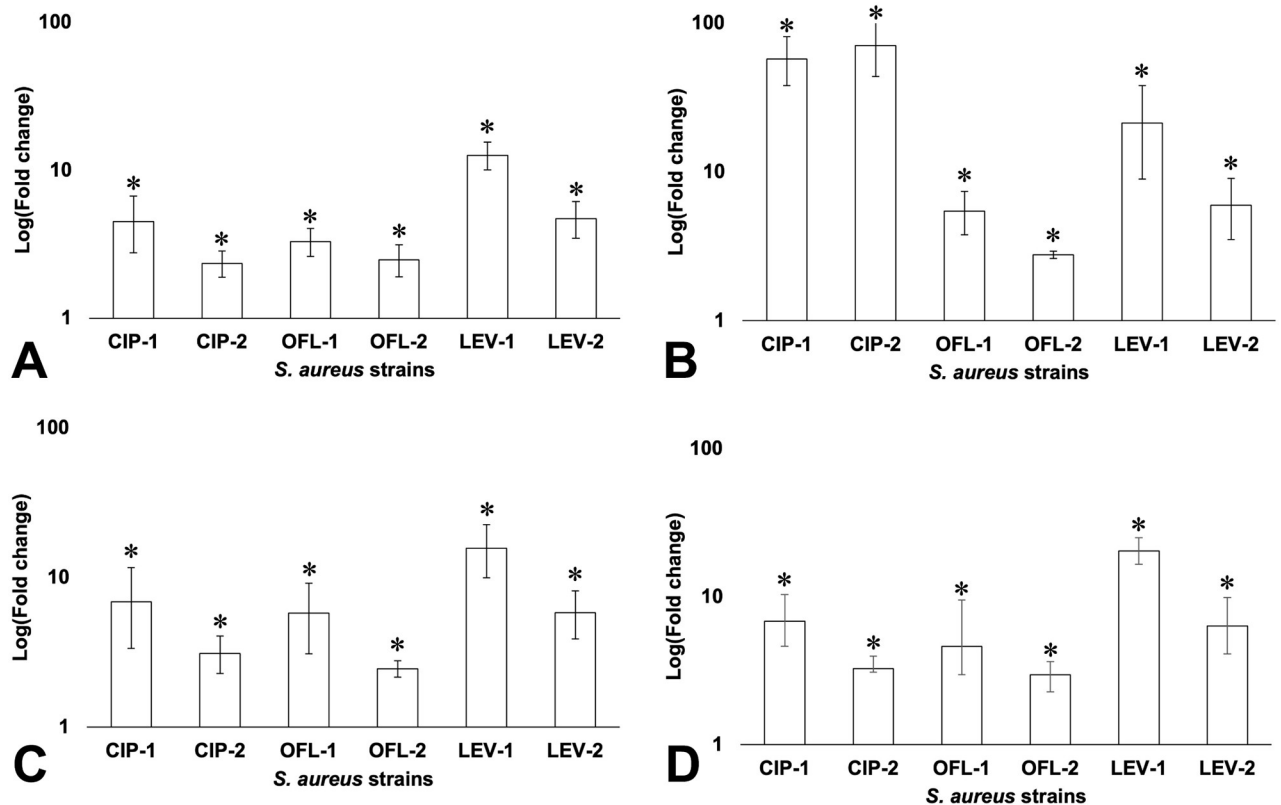 100
10
1
Log(Fold change)
* * * * * *
CIP-1 CIP-2 OFL-1 OFL-2 LEV-1 LEV-2
S. aureus strains
A
100
10
1
Log(Fold change)
* * * * * *
CIP-1 CIP-2 OFL-1 OFL-2 LEV-1 LEV-2
S. aureus strains
B
100
10
1
Log(Fold change)
* * * * * *
CIP-1 CIP-2 OFL-1 OFL-2 LEV-1 LEV-2
S. aureus strains
C
100
10
1
Log(Fold change)
* * * * * *
CIP-1 CIP-2 OFL-1 OFL-2 LEV-1 LEV-2
S. aureus strains
D